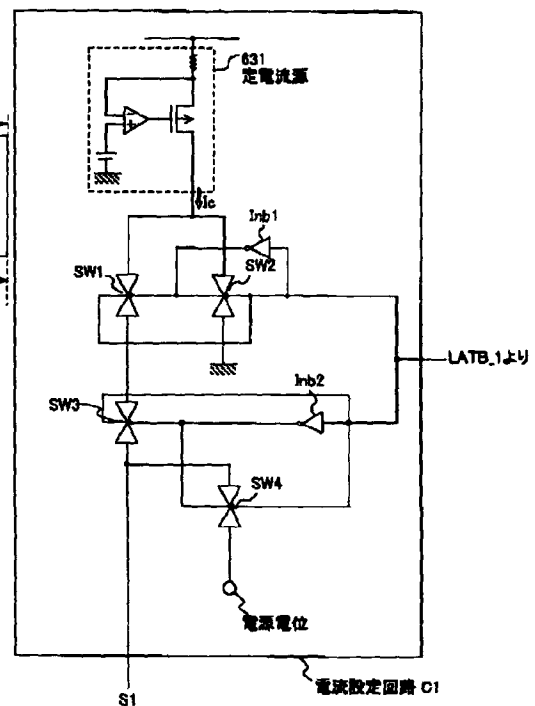 631
定電流源
Ic
Inb1
SW1
SW2
LATB_1より
Inb2
SW3
SW4
電源電位
電流設定回路 C1
S1